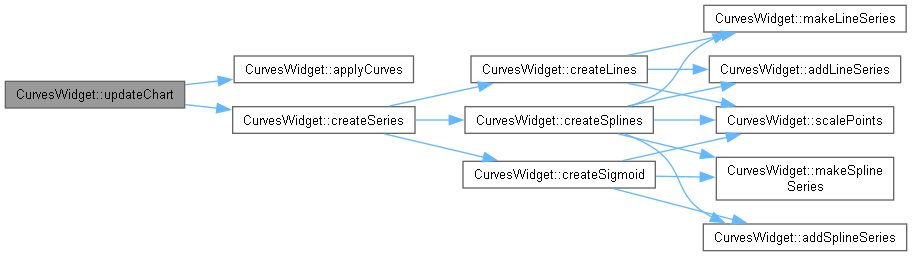 CurvesWidget::updateChart
CurvesWidget::applyCurves
CurvesWidget::createSeries
CurvesWidget::createLines
CurvesWidget::createSplines
CurvesWidget::createSigmoid
CurvesWidget::makeLineSeries
CurvesWidget::addLineSeries
CurvesWidget::scalePoints
CurvesWidget::makeSpline
Series
CurvesWidget::addSplineSeries